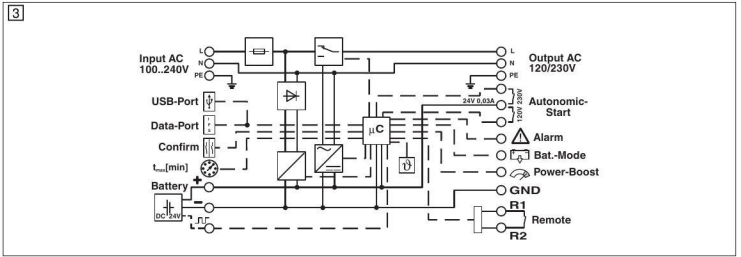 3
Input AC
100..240V
L
N
PE
USB-Port
Data-Port
I
F
S
Confirm
tmax[min]
Battery
+
–
DC 24V
µC
ϑ
L
N
PE
Output AC
120/230V
24V 0,03A
120V 230V
Autonomic-
Start
Alarm
Bat.-Mode
Power-Boost
GND
R1
Remote
R2